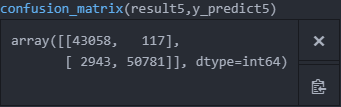 confusion_matrix(result5,y_predict5)
array([[43058,   117],
       [ 2943, 50781]], dtype=int64)